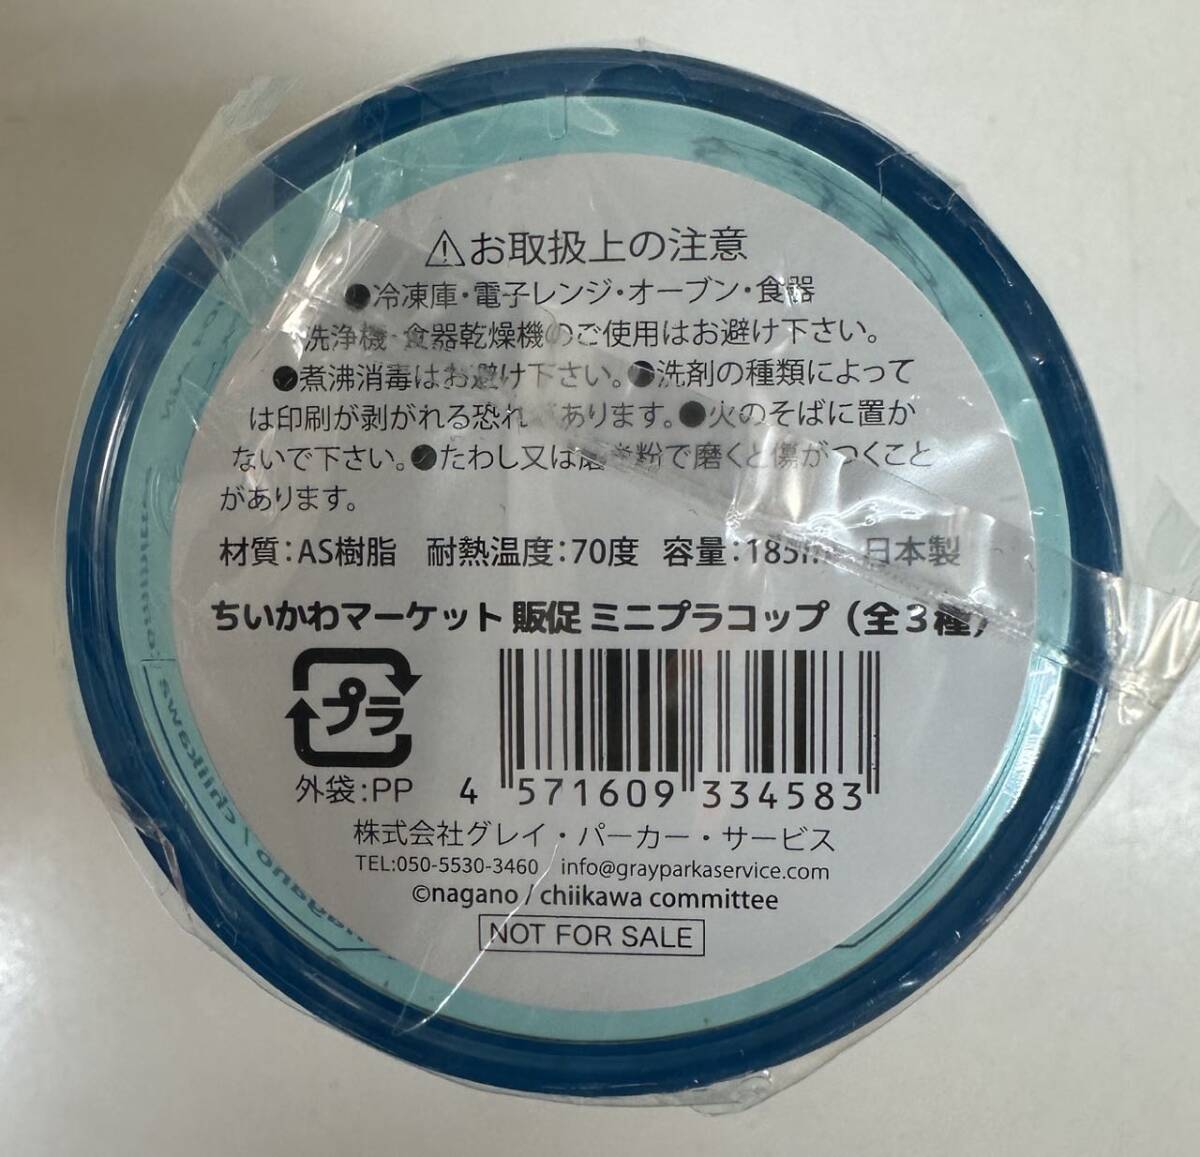 ⚠お取扱上の注意
●冷凍庫・電子レンジ・オーブン・食器
洗浄機・食器乾燥機のご使用はお避け下さい。
●煮沸消毒はお避け下さい。●洗剤の種類によって
は印刷が剥がれる恐れがあります。●火のそばに置か
ないで下さい。●たわし又は磨き粉で磨くと傷がつくこと
があります。
材質：AS樹脂 耐熱温度：70度 容量：185ml 日本製
ちいかわマーケット 販促 ミニプラコップ（全3種）
プラ
外袋：PP
4 571609 334583
株式会社グレイ・パーカー・サービス
TEL:050-5530-3460 info@grayparkaservice.com
©nagano / chiikawa committee
NOT FOR SALE